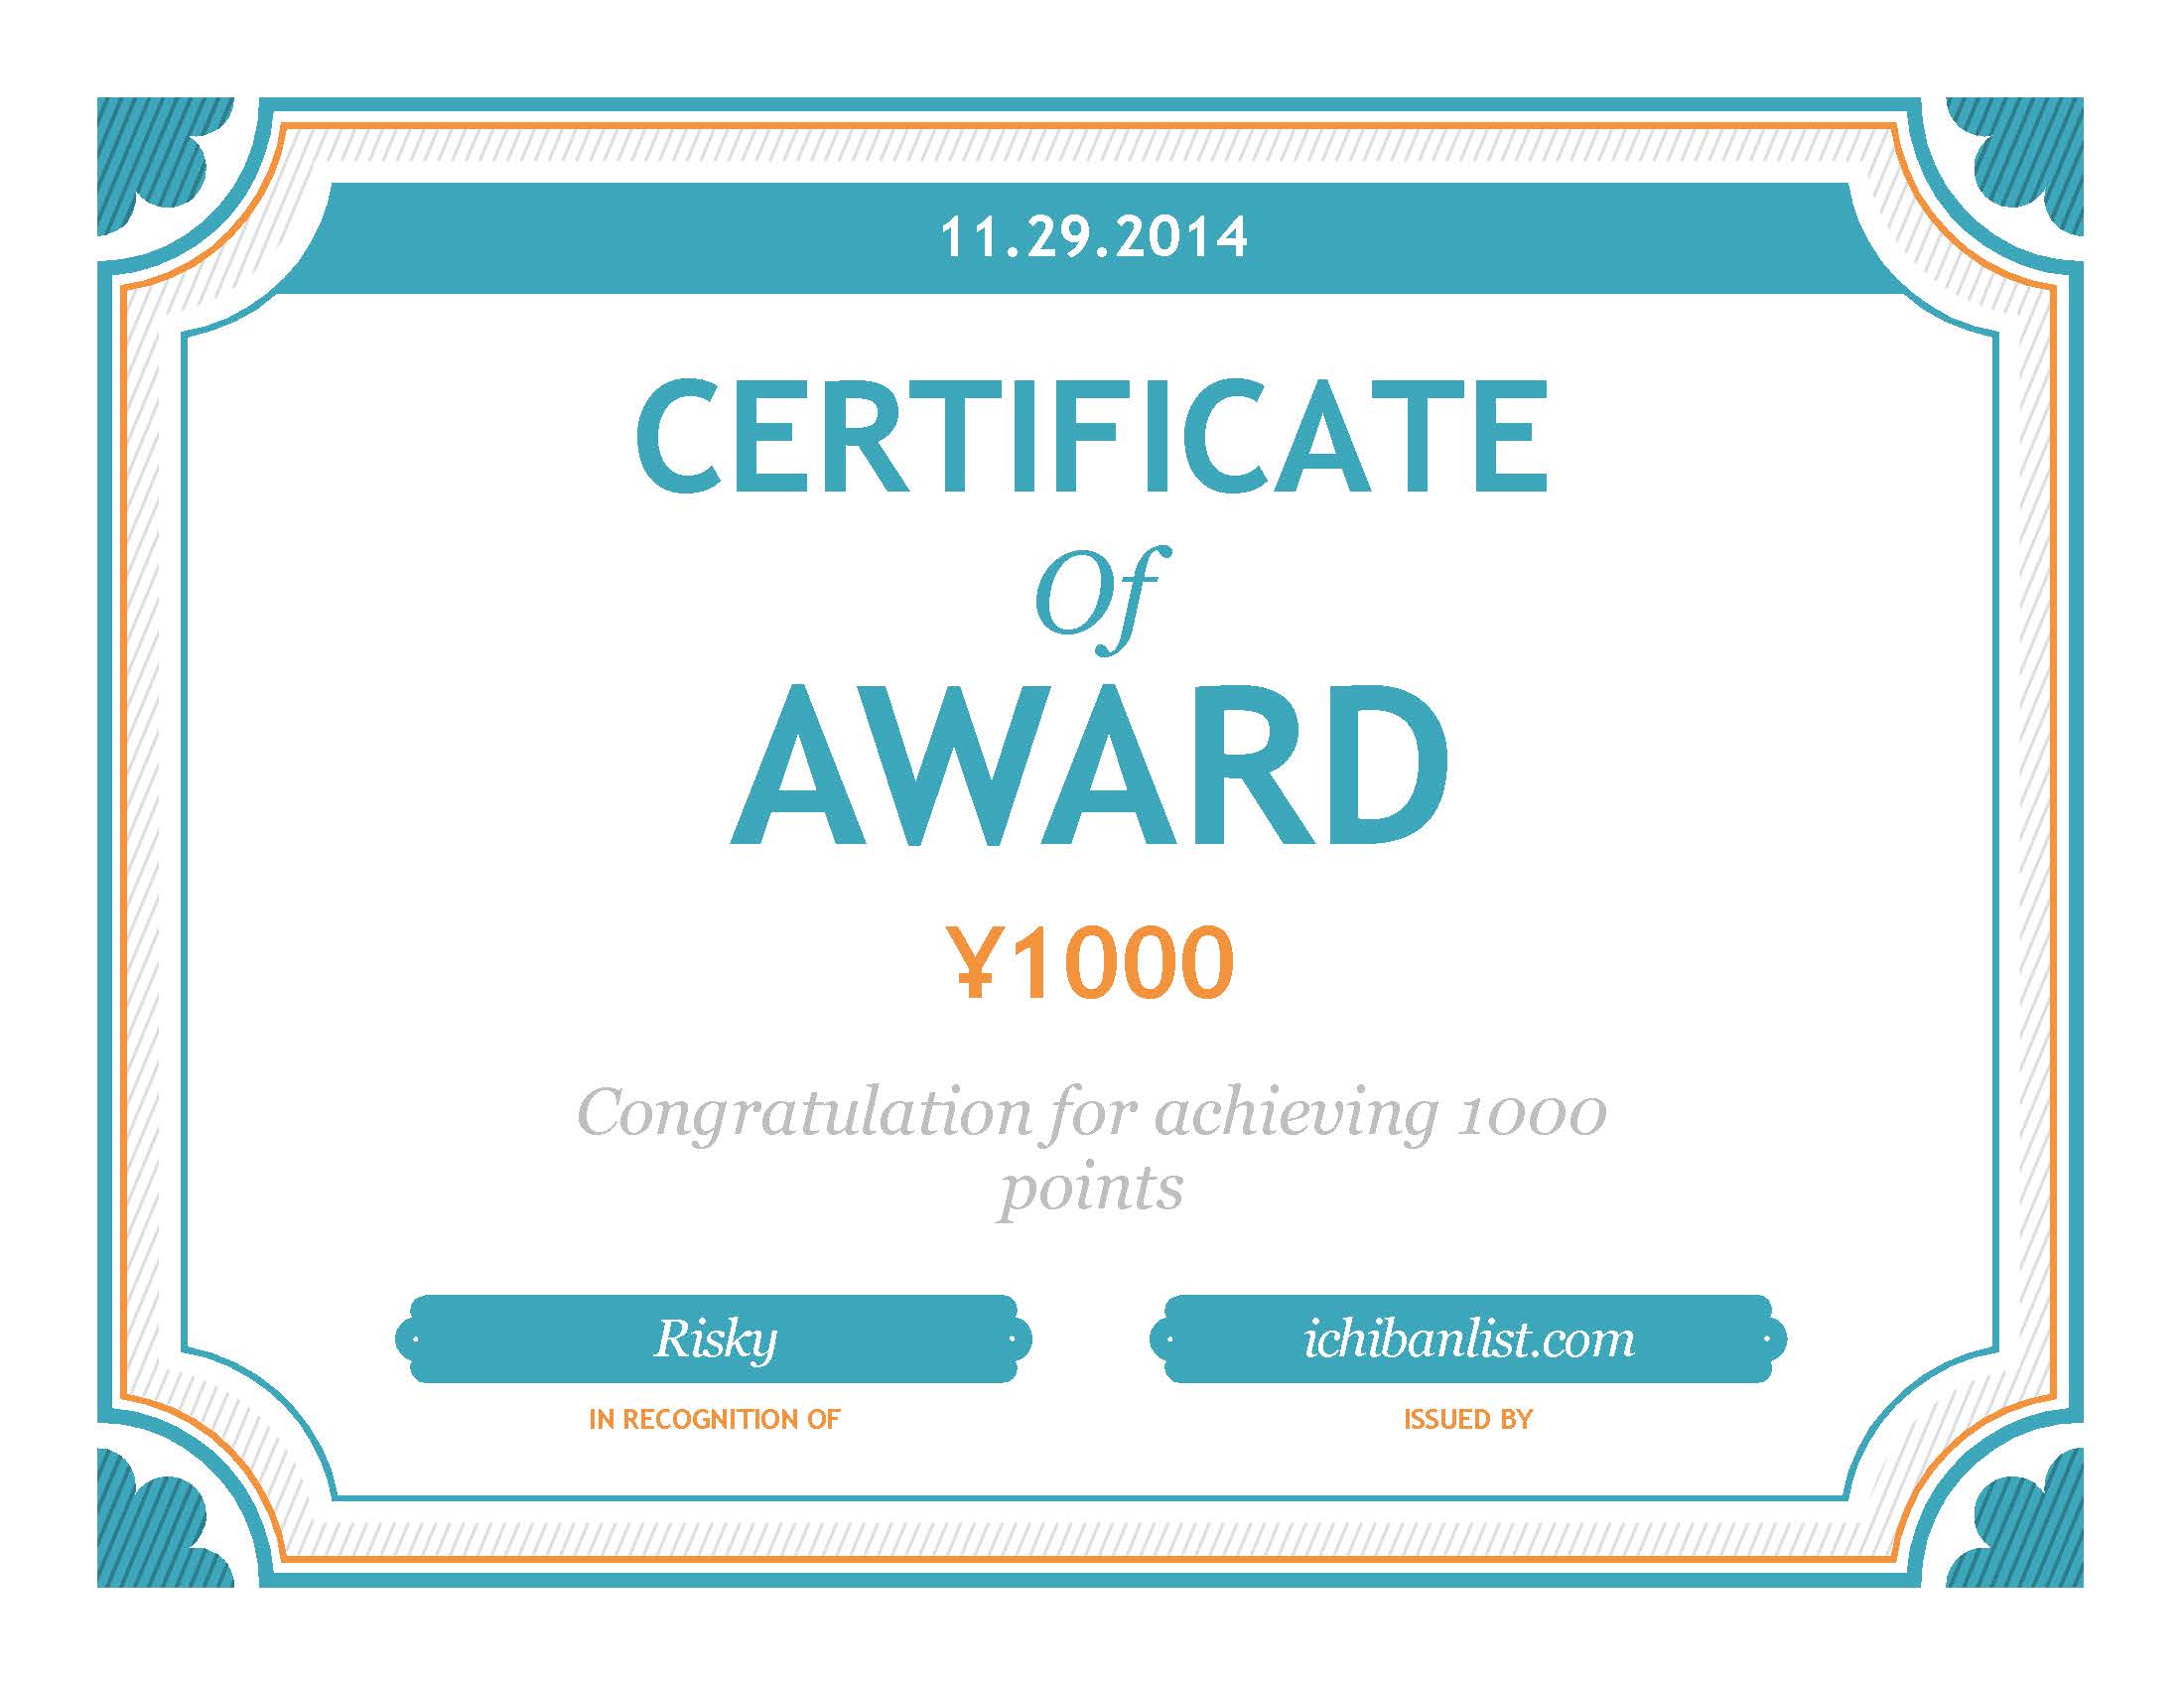 11.29.2014
CERTIFICATE
Of
AWARD
¥1000
Congratulation for achieving 1000
points
Risky
ichibanlist.com
IN RECOGNITION OF
ISSUED BY